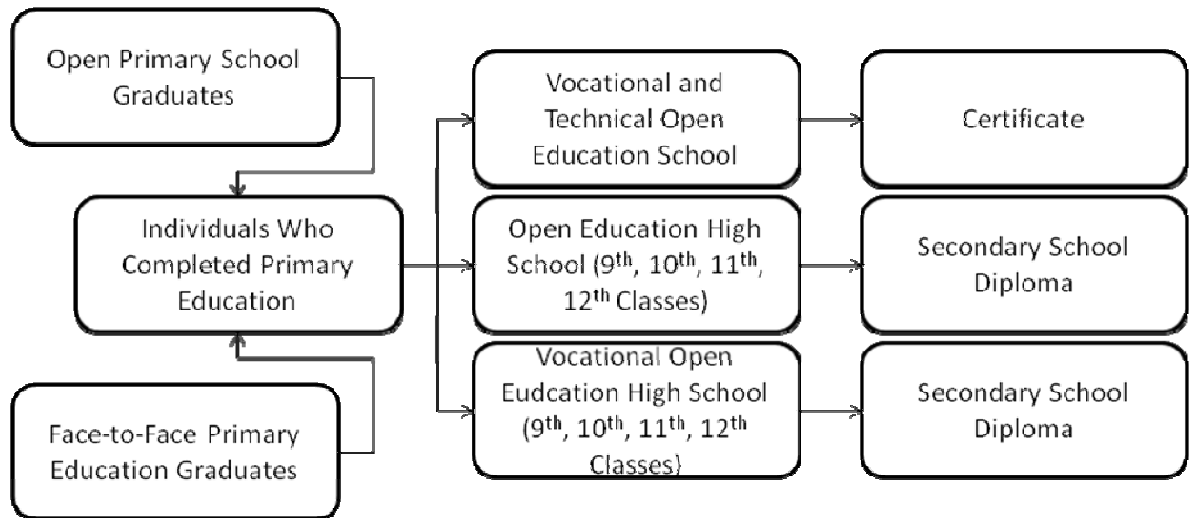 Open Primary School
Graduates
Individuals Who
Completed Primary
Education
Face-to-Face Primary
Education Graduates
Vocational and
Technical Open
Education School
Open Education High
School (9th, 10th, 11th,
12th Classes)
Vocational Open
Eudcation High School
(9th, 10th, 11th, 12th
Classes)
Certificate
Secondary School
Diploma
Secondary School
Diploma